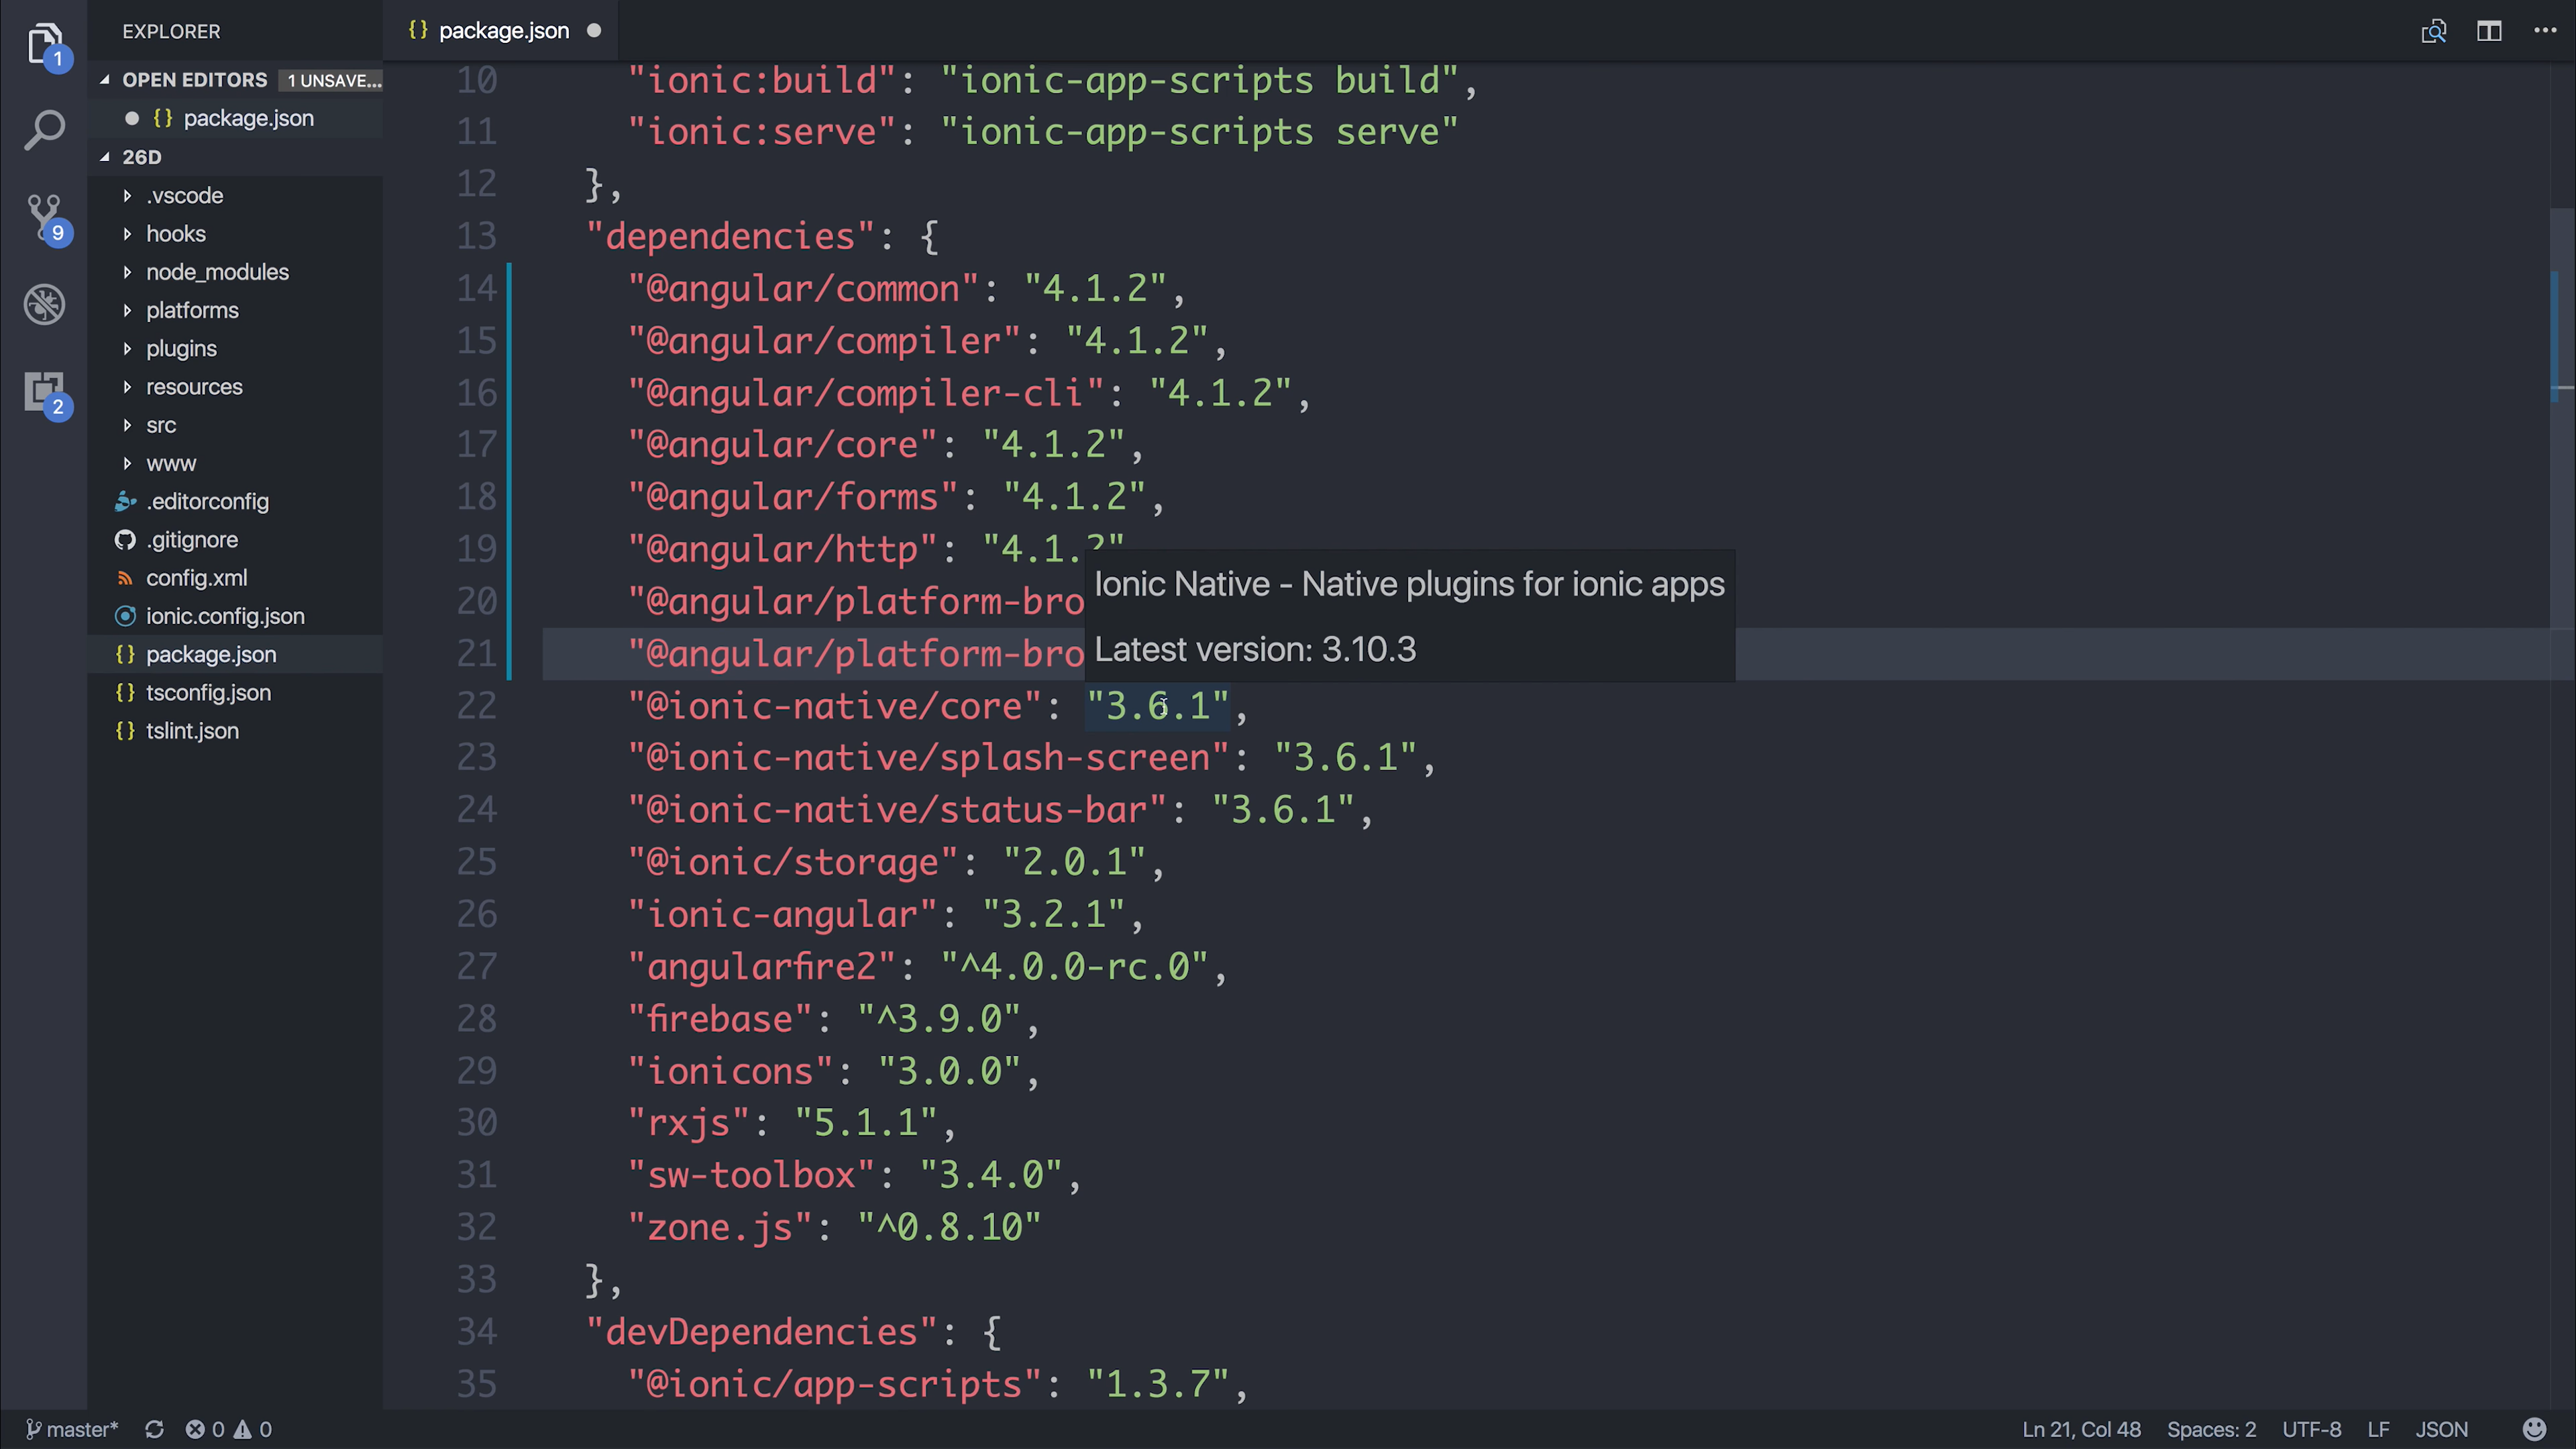 EXPLORER
OPEN EDITORS 1 UNSAVE...
{} package.json
26D
.vscode
hooks
node_modules
platforms
plugins
resources
src
www
.editorconfig
.gitignore
config.xml
ionic.config.json
{} package.json
{} tsconfig.json
{} tslint.json
1
9
2
{} package.json
10 "ionic:build": "ionic-app-scripts build",
11 "ionic:serve": "ionic-app-scripts serve"
12 },
13 "dependencies": {
14 "@angular/common": "4.1.2",
15 "@angular/compiler": "4.1.2",
16 "@angular/compiler-cli": "4.1.2",
17 "@angular/core": "4.1.2",
18 "@angular/forms": "4.1.2",
19 "@angular/http": "4.1.2"
20 "@angular/platform-bro
21 "@angular/platform-bro
Ionic Native - Native plugins for ionic apps
Latest version: 3.10.3
22 "@ionic-native/core": "3.6.1",
23 "@ionic-native/splash-screen": "3.6.1",
24 "@ionic-native/status-bar": "3.6.1",
25 "@ionic/storage": "2.0.1",
26 "ionic-angular": "3.2.1",
27 "angularfire2": "^4.0.0-rc.0",
28 "firebase": "^3.9.0",
29 "ionicons": "3.0.0",
30 "rxjs": "5.1.1",
31 "sw-toolbox": "3.4.0",
32 "zone.js": "^0.8.10"
33 },
34 "devDependencies": {
35 "@ionic/app-scripts": "1.3.7",
master* 0 0
Ln 21, Col 48 Spaces: 2 UTF-8 LF JSON